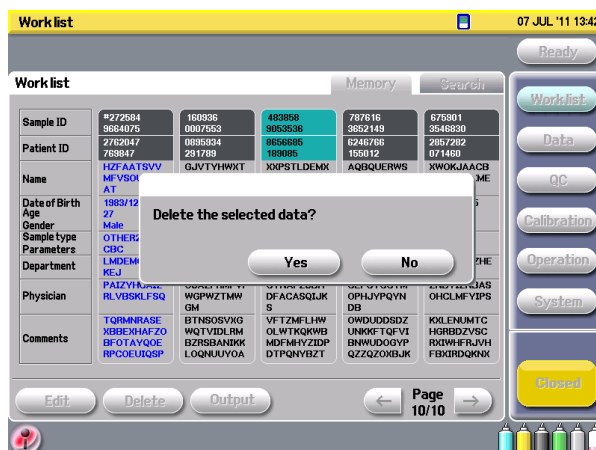 Work list
07 JUL '11 13:42
Ready
Work list
Memory
Search
Worklist
Sample ID
#272584
9664075
160936
0007553
483858
9053536
787616
3652149
675901
3546830
Patient ID
2762047
769847
0895934
291789
8656685
189085
6246766
155012
2857282
071460
Data
Name
HZFAATSVV
MFVSOU
AT
GJVTYHWXT
XXPSTLDEMX
AQBQUERWS
XWOKJAACB
QC
Date of Birth
Age
Gender
1983/12
27
Male
Delete the selected data?
Calibration
Sample type
Parameters
OTHER2
CBC
Department
LMDEMO
KEJ
Yes
No
ZHE
Operation
Physician
RLVBSKLFSQ
WGPWZTMW
GM
DFACASQIJK
S
OPHJYPQYN
DB
OHCLMFYIPS
System
Comments
TQRMNRASE
XBBEXHAFZO
BFOTAYQOE
RPCOEUIQSP
BTNSOSVXG
WQTVIDLRM
BZRSBANIKK
LOQNUUYOA
VFTZMFLHW
OLWTKQKWB
MDFMHYZIDP
DTPQNYBZT
OWDUDDSDZ
UNKKFTQFVI
BNWUDOGYP
QZZQZOXBJK
KXLENUMTC
HGRBDZVSC
RXIWHFRJVH
FBXIRDQKNX
Closed
Edit
Delete
Output
Page
10/10